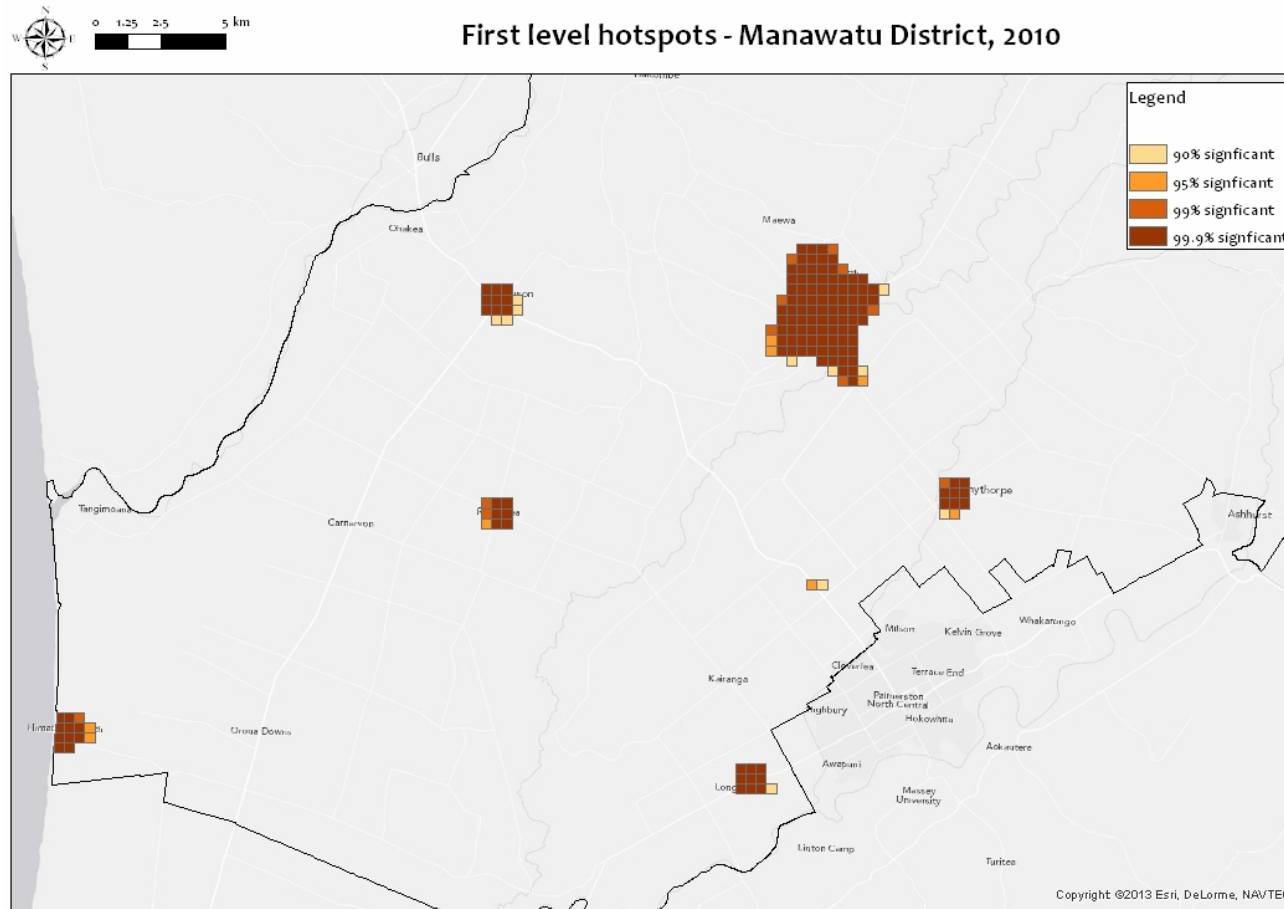 N
W E
S
0 1.25 2.5 5 km
First level hotspots - Manawatu District, 2010
Legend
90% signficant
95% signficant
99% signficant
99.9% signficant
Bulls
Ohakea
Maewa
Tangimoana
Carnarvon
Ashhurst
Whakarongo
Milson
Kelvin Grove
Cloverlea
Terrace End
Kairanga
Palmerston
North Central
Hokowhitu
Oroua Downs
Aokautere
Awapuni
Massey
University
Linton Camp
Turitea
Copyright: ©2013 Esri, DeLorme, NAVTEQ